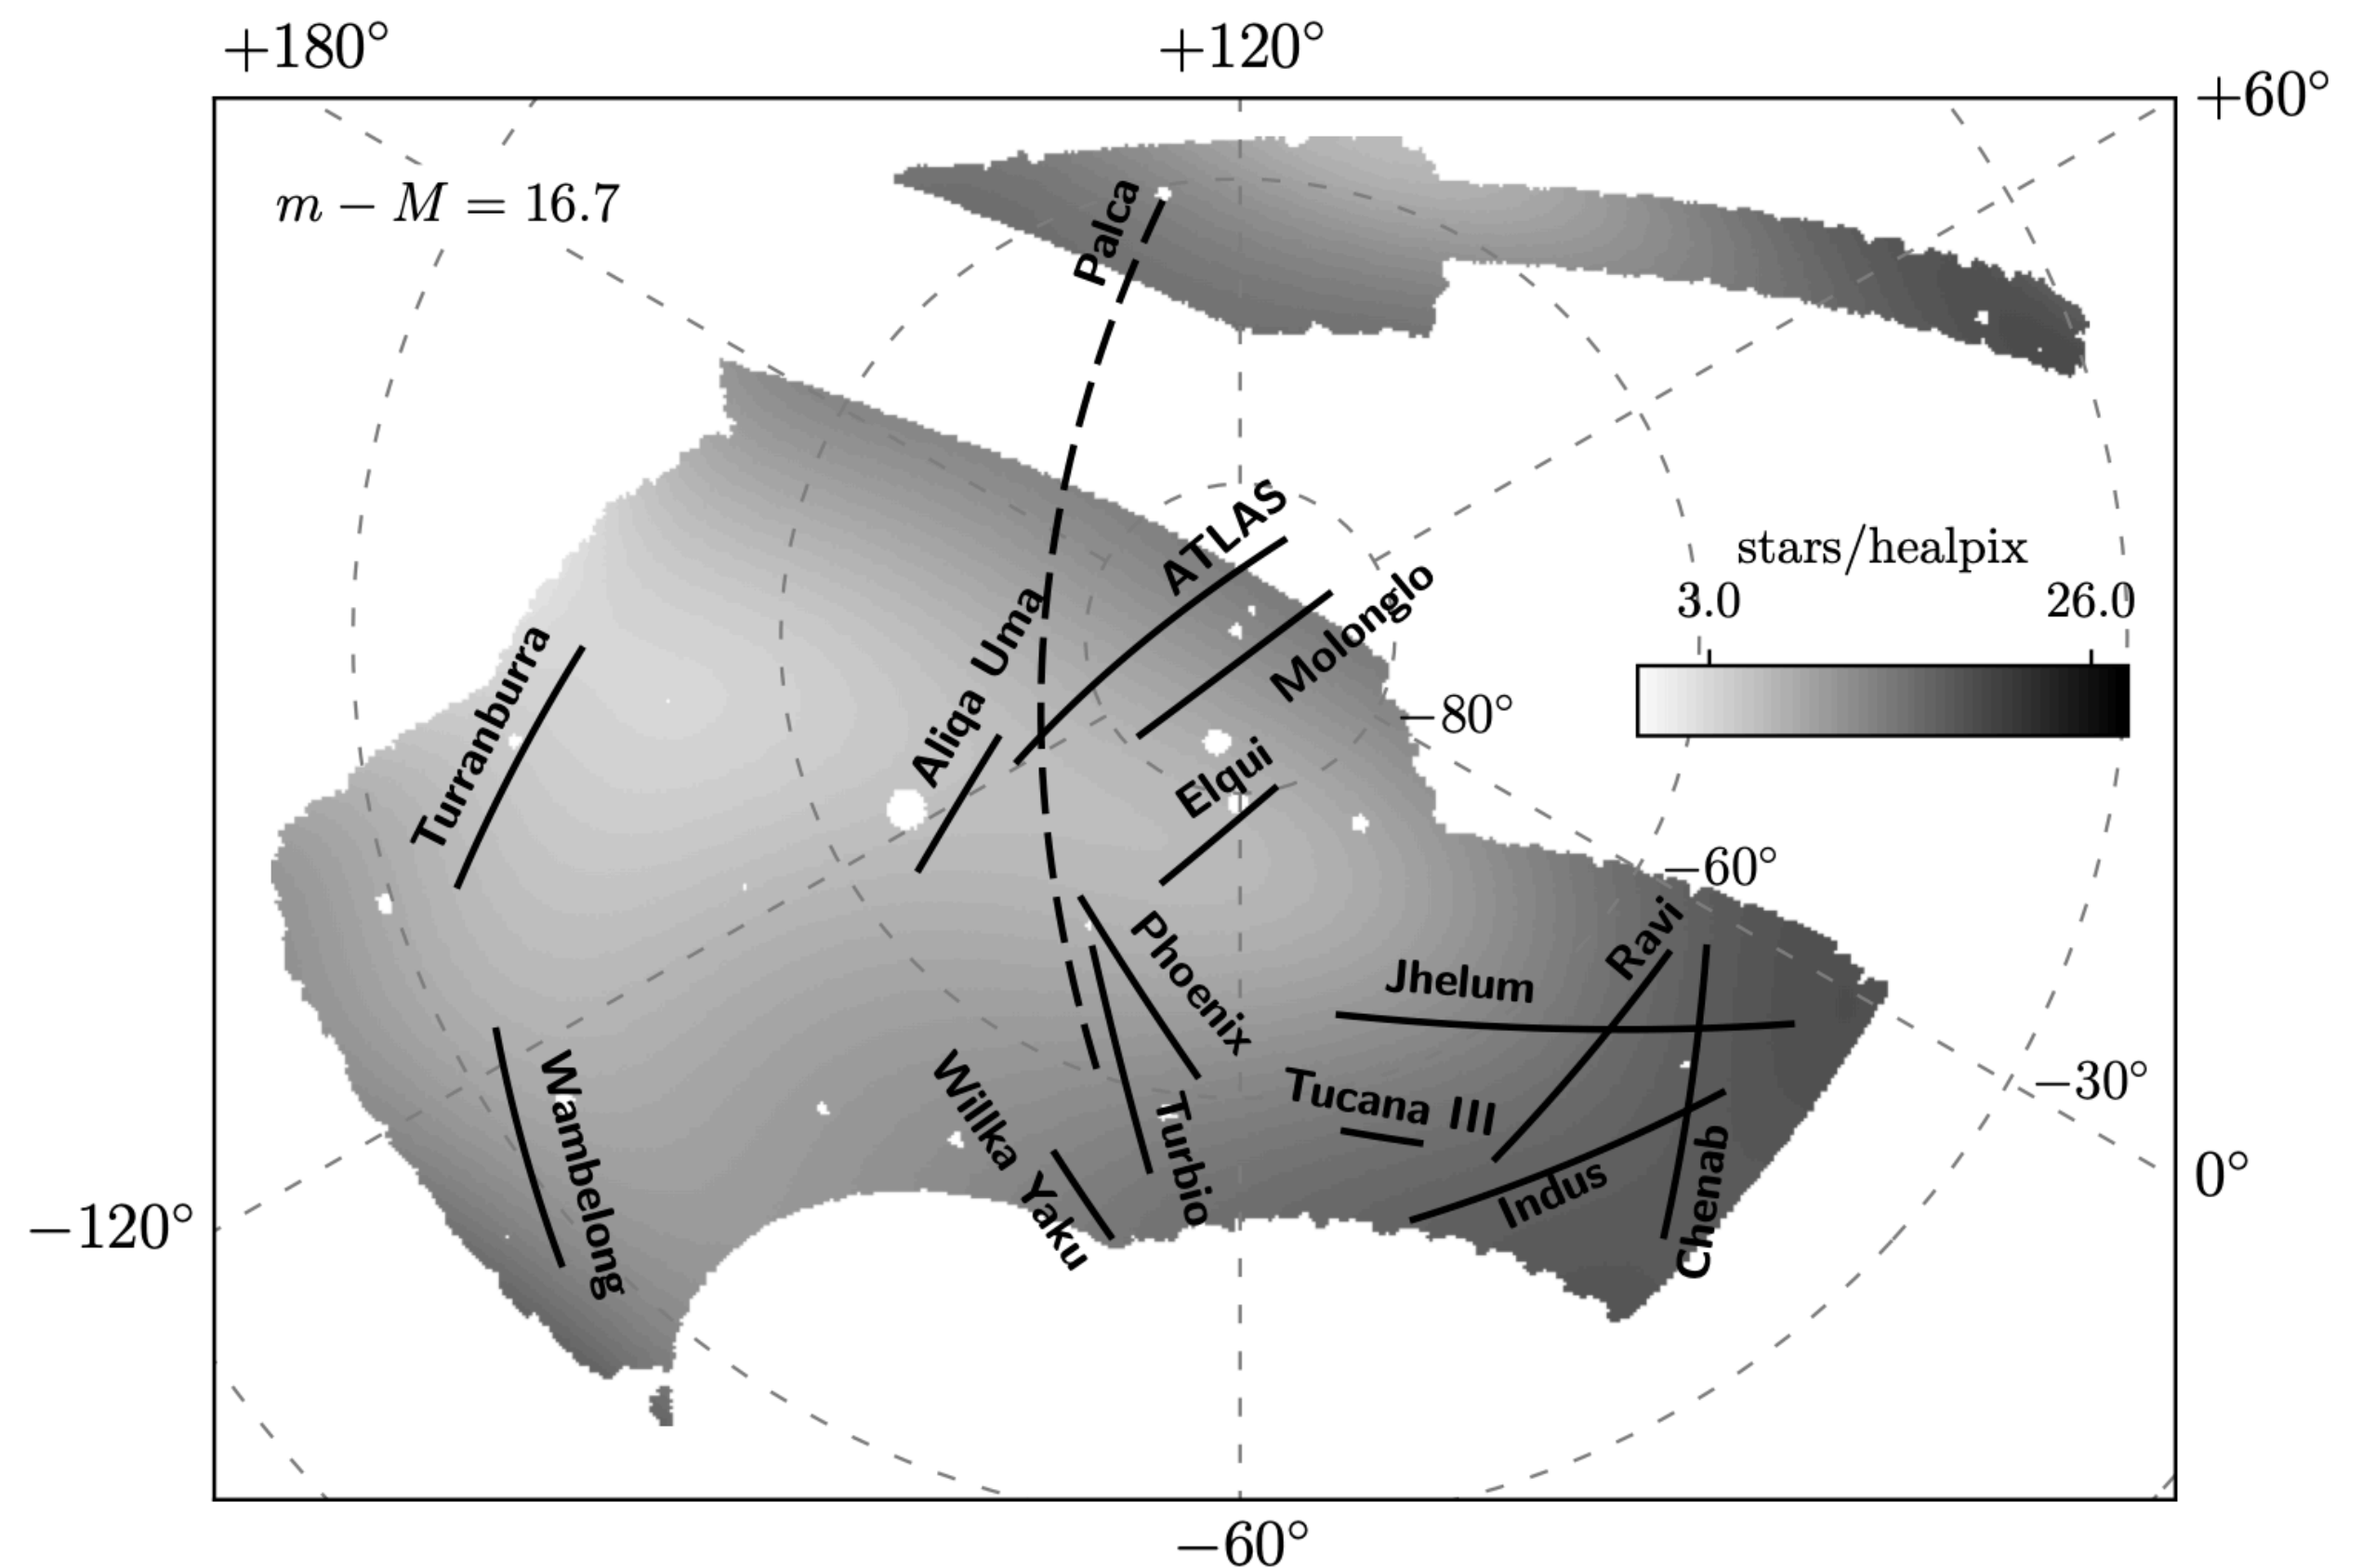 +180°
+120°
+60°
m − M = 16.7
Palca
ATLAS
stars/healpix
3.0
26.0
Molonglo
Aliqa Uma
Turranburra
−80°
Elqui
−60°
Ravi
Phoenix
Jhelum
−30°
Tucana III
Wambelong
Willka Yaku
Turbio
Indus
Chenab
0°
−120°
−60°